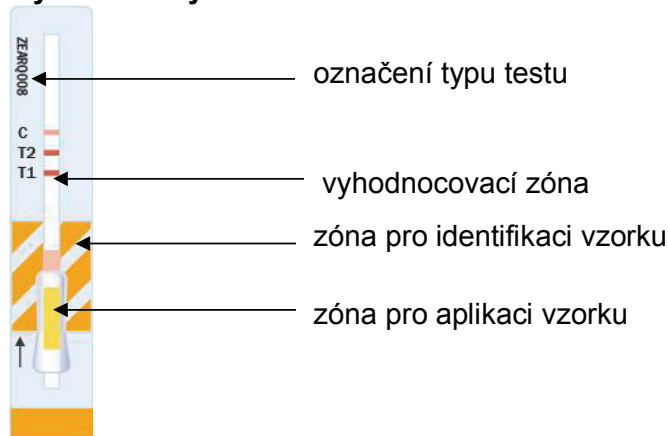 ZEARQ008
označení typu testu
C
T2
T1
vyhodnocovací zóna
zóna pro identifikaci vzorku
zóna pro aplikaci vzorku